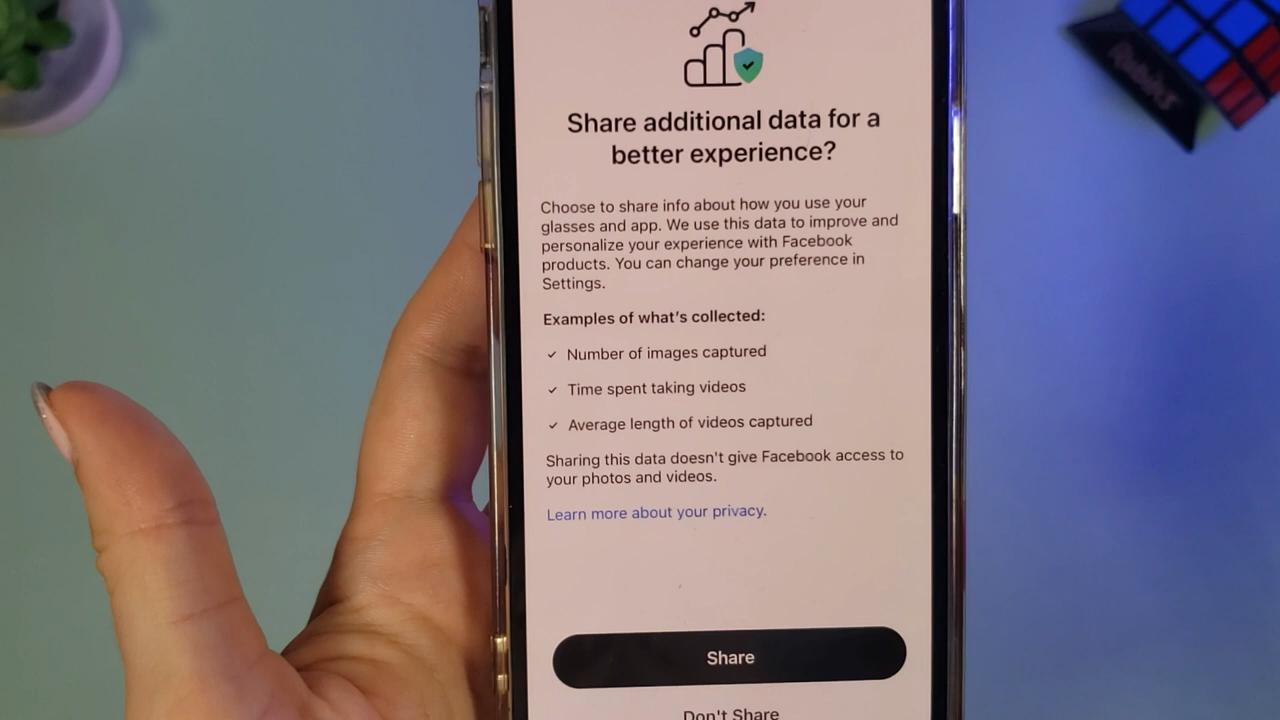 Rubik's
Share additional data for a
better experience?
Choose to share info about how you use your
glasses and app. We use this data to improve and
personalize your experience with Facebook
products. You can change your preference in
Settings.
Examples of what's collected:
Number of images captured
Time spent taking videos
Average length of videos captured
Sharing this data doesn't give Facebook access to
your photos and videos.
Learn more about your privacy.
Share
Don't Share